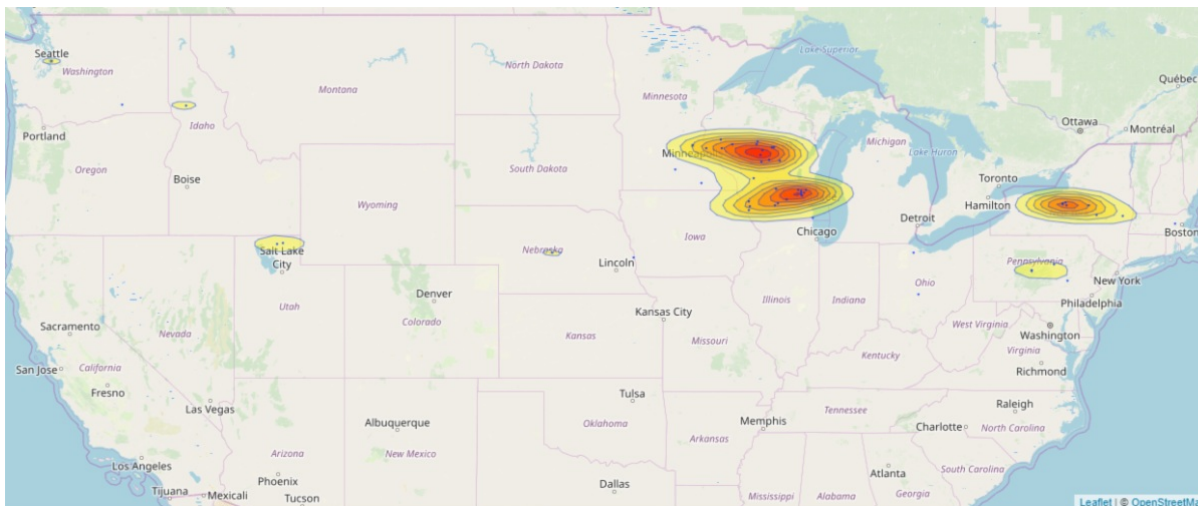 Lake Superior
Seattle
Washington
North Dakota
Montana
Minnesota
Québec
Ottawa
Montréal
Portland
Idaho
Michigan
Lake Huron
Oregon
South Dakota
Toronto
Boise
Hamilton
Wyoming
Detroit
Boston
Iowa
Chicago
Nebraska
Salt Lake
City
Lincoln
Pennsylvania
New York
Ohio
Denver
Utah
Illinois
Indiana
Philadelphia
Sacramento
Nevada
Colorado
Kansas City
West Virginia
Washington
Kansas
Missouri
Virginia
San Jose
California
Kentucky
Richmond
Fresno
Tulsa
Las Vegas
Raleigh
Tennessee
Albuquerque
Oklahoma
Memphis
Charlotte
North Carolina
Arkansas
Arizona
New Mexico
Los Angeles
South Carolina
Atlanta
Phoenix
Dallas
Tijuana
Mexicali
Tucson
Mississippi
Alabama
Georgia
Leaflet | © OpenStreetMa